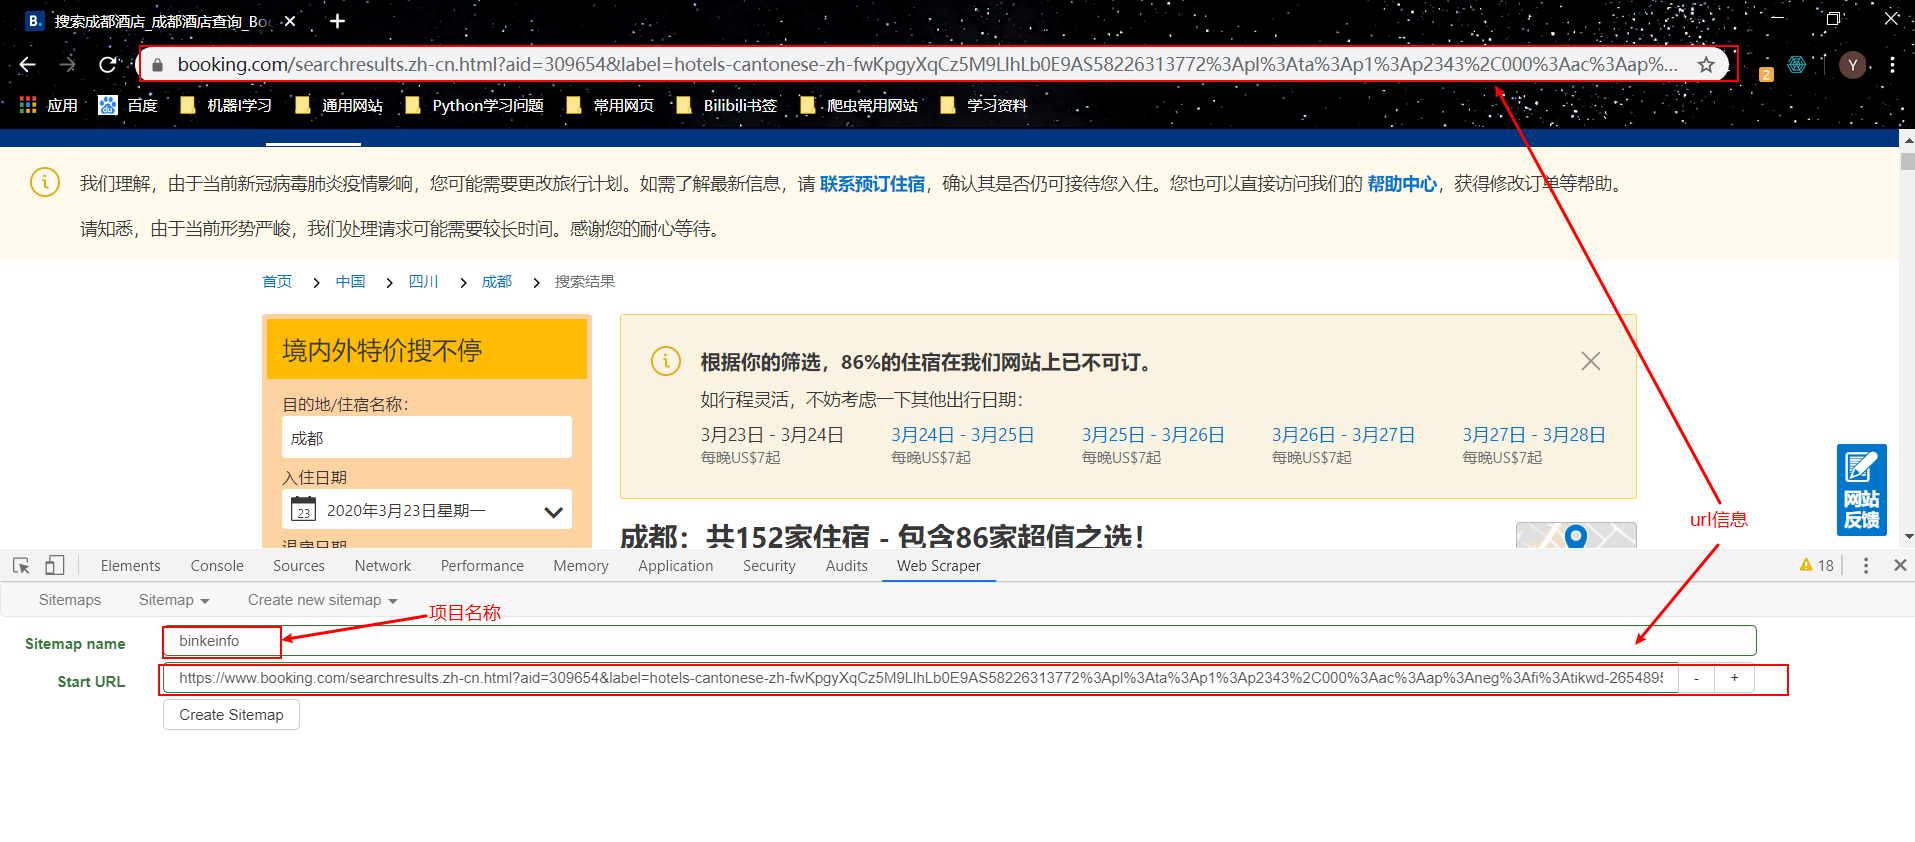 搜索成都酒店_成都酒店查询_Boo
booking.com/searchresults.zh-cn.html?aid=309654&label=hotels-cantonese-zh-fwKpgyXqCz5M9LIhLb0E9AS58226313772%3Apl%3Ata%3Ap1%3Ap2343%2C000%3Aac%3Aap%...
2
Y
应用 百度 机器l学习 通用网站 Python学习问题 常用网页 Bilibili书签 爬虫常用网站 学习资料
我们理解，由于当前新冠病毒肺炎疫情影响，您可能需要更改旅行计划。如需了解最新信息，请 联系预订住宿，确认其是否仍可接待您入住。您也可以直接访问我们的 帮助中心，获得修改订单等帮助。
请知悉，由于当前形势严峻，我们处理请求可能需要较长时间。感谢您的耐心等待。
首页 > 中国 > 四川 > 成都 > 搜索结果
境内外特价搜不停
目的地/住宿名称：
成都
入住日期
23 2020年3月23日星期一
退房日期
根据你的筛选，86%的住宿在我们网站上已不可订。
如行程灵活，不妨考虑一下其他出行日期：
3月23日 - 3月24日 3月24日 - 3月25日 3月25日 - 3月26日 3月26日 - 3月27日 3月27日 - 3月28日
每晚US$7起 每晚US$7起 每晚US$7起 每晚US$7起 每晚US$7起
成都：共152家住宿 - 包含86家超值之选！
网站
反馈
url信息
Elements Console Sources Network Performance Memory Application Security Audits Web Scraper 18
Sitemaps Sitemap Create new sitemap
项目名称
Sitemap name binkeinfo
Start URL https://www.booking.com/searchresults.zh-cn.html?aid=309654&label=hotels-cantonese-zh-fwKpgyXqCz5M9LIhLb0E9AS58226313772%3Apl%3Ata%3Ap1%3Ap2343%2C000%3Aac%3Aap%3Aneg%3Afi%3Atikwd-2654895 - +
Create Sitemap